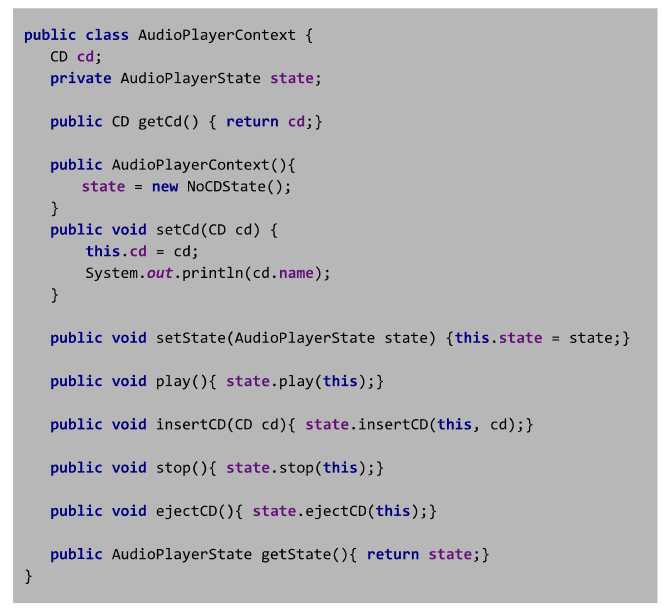 public class AudioPlayerContext {
CD cd;
private AudioPlayerState state;
public CD getCd() { return cd;}
public AudioPlayerContext(){
state = new NoCDState();
}
public void setCd(CD cd) {
this.cd = cd;
System.out.println(cd.name);
}
public void setState(AudioPlayerState state) {this.state = state;}
public void play(){ state.play(this);}
public void insertCD(CD cd){ state.insertCD(this, cd);}
public void stop(){ state.stop(this);}
public void ejectCD(){ state.ejectCD(this);}
public AudioPlayerState getState(){ return state;}
}